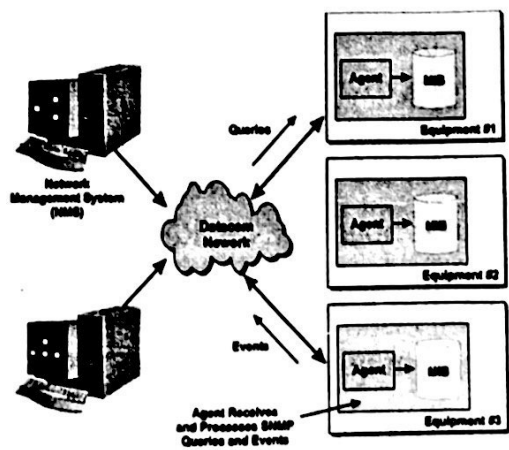 Agent
MIB
Equipment #1
Queries
Network
Management System
(NMS)
Datacom
Nework
Agent
MIB
Equipment #2
Events
Agent
MIB
Equipment #3
Agent Receives
and Processes SNMP
Queries and Events